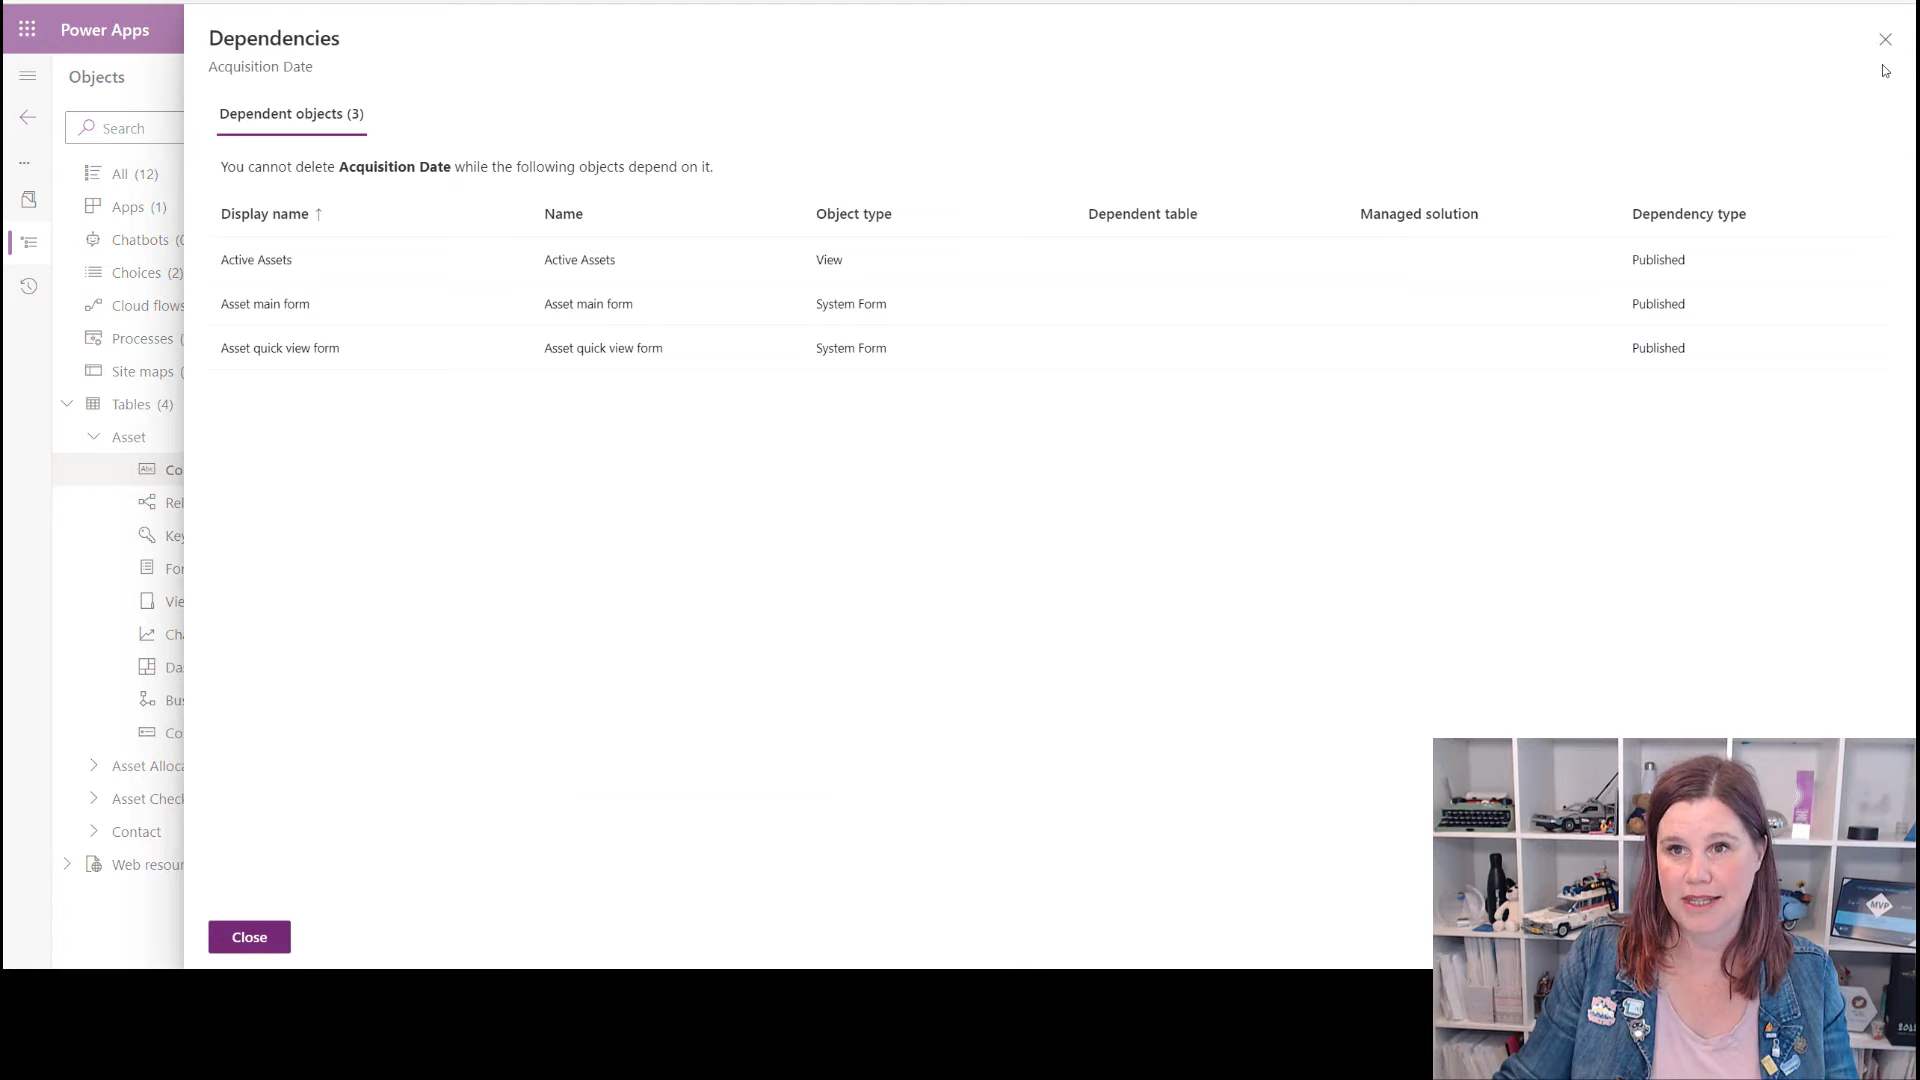 Power Apps
Objects
Search
All (12)
Apps (1)
Chatbots (0
Choices (2)
Cloud flows
Processes (
Site maps (
Tables (4)
Asset
Co
Rel
Key
For
Vie
Cha
Das
Bus
Co
Asset Alloca
Asset Check
Contact
Web resour
Dependencies
Acquisition Date
Dependent objects (3)
You cannot delete Acquisition Date while the following objects depend on it.
Display name ↑ Name Object type Dependent table Managed solution Dependency type
Active Assets Active Assets View Published
Asset main form Asset main form System Form Published
Asset quick view form Asset quick view form System Form Published
Close
MVP